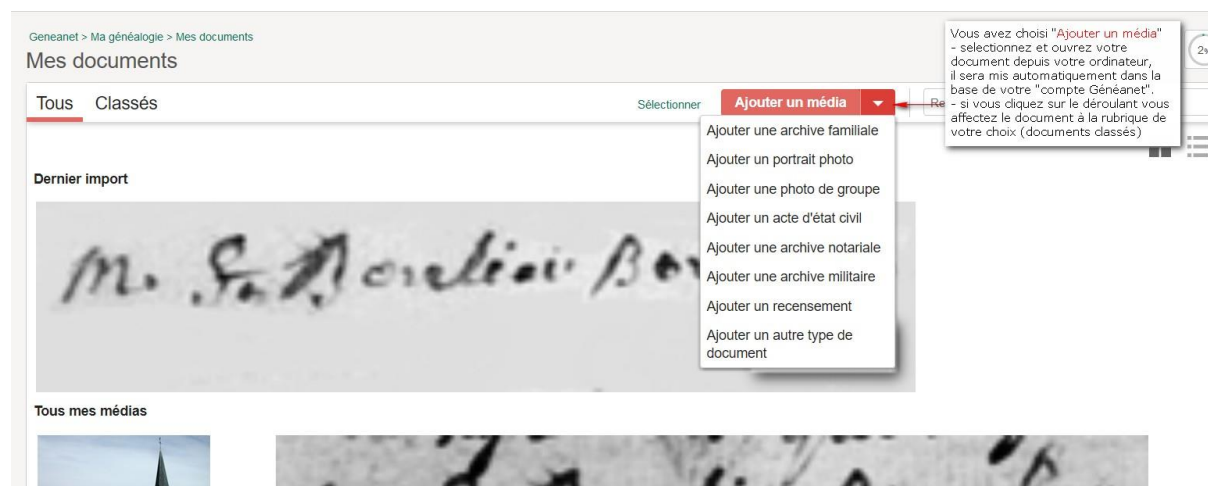 Geneanet > Ma généalogie > Mes documents
Mes documents
Tous Classés
Sélectionner
Ajouter un média
Re
Vous avez choisi "Ajouter un média"
- selectionnez et ouvrez votre
document depuis votre ordinateur,
il sera mis automatiquement dans la
base de votre "compte Généanet".
- si vous cliquez sur le déroulant vous
affectez le document à la rubrique de
votre choix (documents classés)
Ajouter une archive familiale
Ajouter un portrait photo
Ajouter une photo de groupe
Ajouter un acte d'état civil
Ajouter une archive notariale
Ajouter une archive militaire
Ajouter un recensement
Ajouter un autre type de
document
Dernier import
Tous mes médias